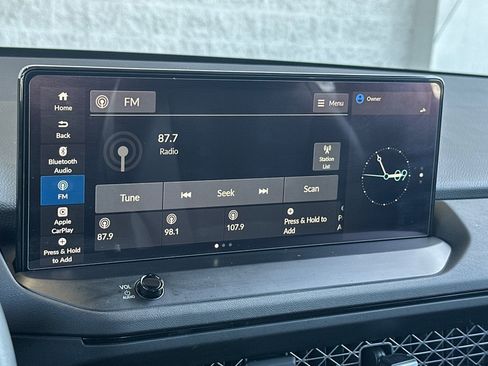 Home
Back
Bluetooth
Audio
FM
Apple
CarPlay
Press & Hold
to Add
FM
Menu
87.7
Radio
Station
List
Tune
Seek
Scan
87.9
98.1
107.9
Press & Hold to
Add
P
A
Owner
09
VOL
AUDIO